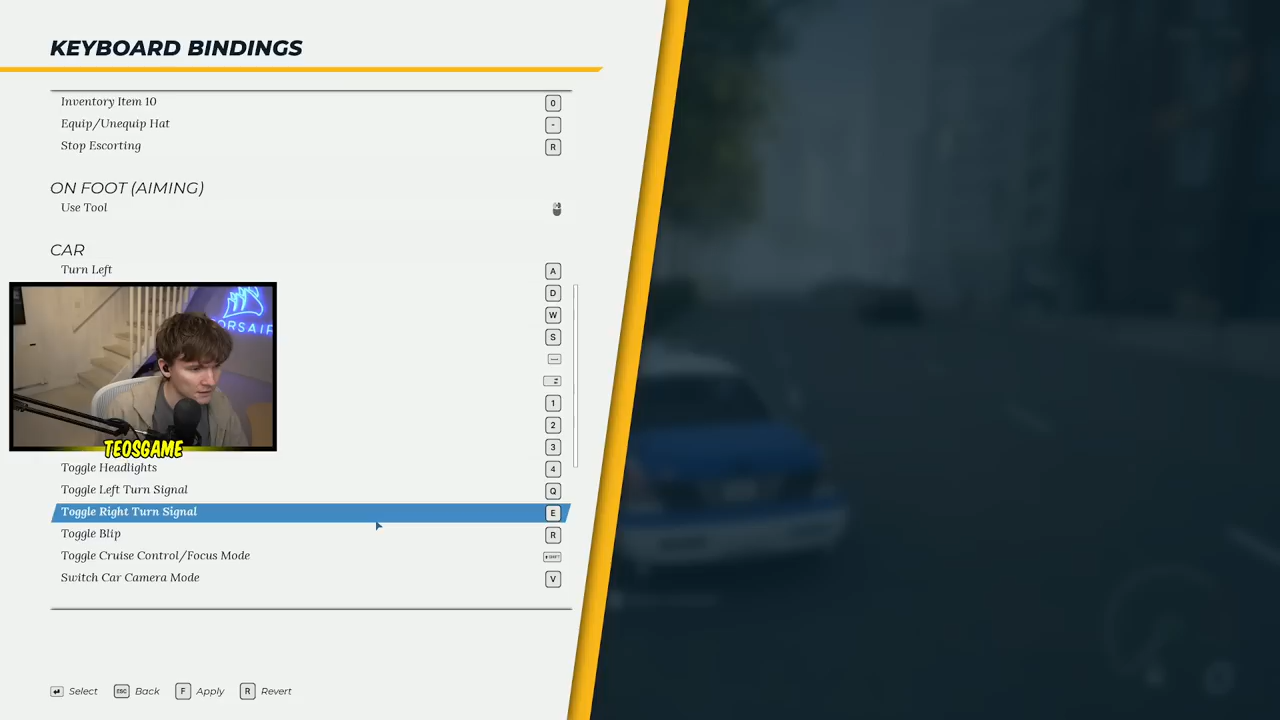 KEYBOARD BINDINGS
Inventory Item 10 0
Equip/Unequip Hat -
Stop Escorting R
ON FOOT (AIMING)
Use Tool
CAR
Turn Left A
D
W
S
1
2
3
CORSAIR
TEOSGAME
Toggle Headlights 4
Toggle Left Turn Signal Q
Toggle Right Turn Signal E
Toggle Blip R
Toggle Cruise Control/Focus Mode SHIFT
Switch Car Camera Mode V
Select ESC Back F Apply R Revert